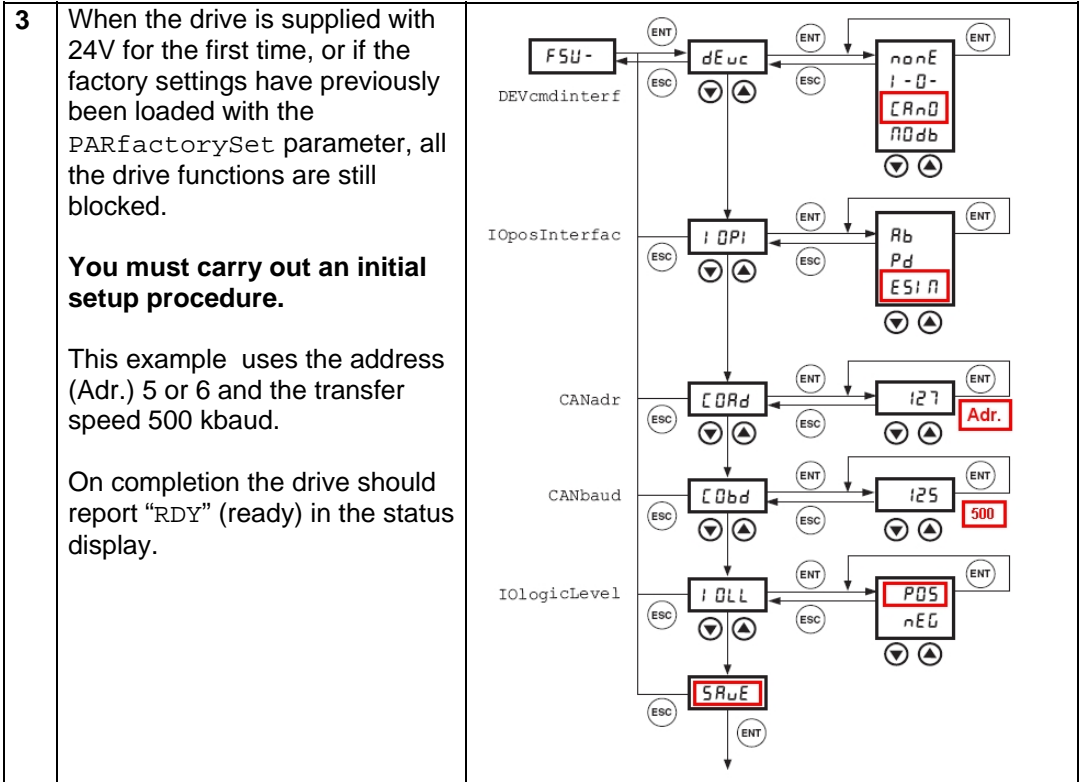 3
When the drive is supplied with
24V for the first time, or if the
factory settings have previously
been loaded with the
PARfactorySet parameter, all
the drive functions are still
blocked.
You must carry out an initial
setup procedure.
This example uses the address
(Adr.) 5 or 6 and the transfer
speed 500 kbaud.
On completion the drive should
report “RDY” (ready) in the status
display.
FSU-
ENT
ESC
dEuc
ENT
ESC
nonE
I-O-
CAnO
MOdb
ENT
DEVcmdinterf
IOposInterfac
ESC
IOPI
ENT
ESC
Ab
Pd
ESIM
ENT
CANadr
ESC
COAd
ENT
ESC
127
ENT
Adr.
CANbaud
ESC
CObd
ENT
ESC
125
ENT
500
IOlogicLevel
ESC
IOLL
ENT
ESC
POS
nEG
ENT
ESC
SAuE
ENT